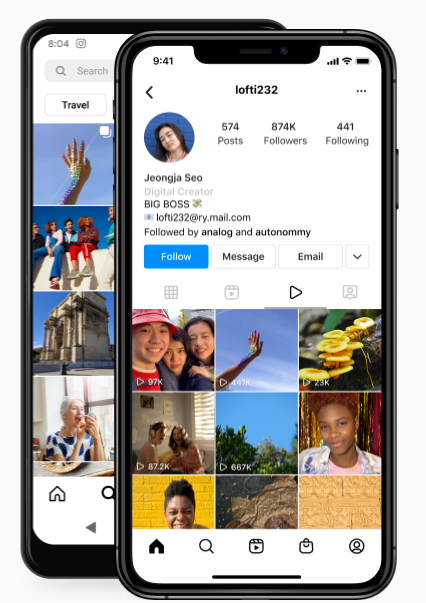 8:04
Search
Travel
9:41
lofti232
574 874K 441
Posts Followers Following
Jeongja Seo
Digital Creator
BIG BOSS
lofti232@ry.mail.com
Followed by analog and autonommy
Follow Message Email
97K 441K 23K
87.2K 667K